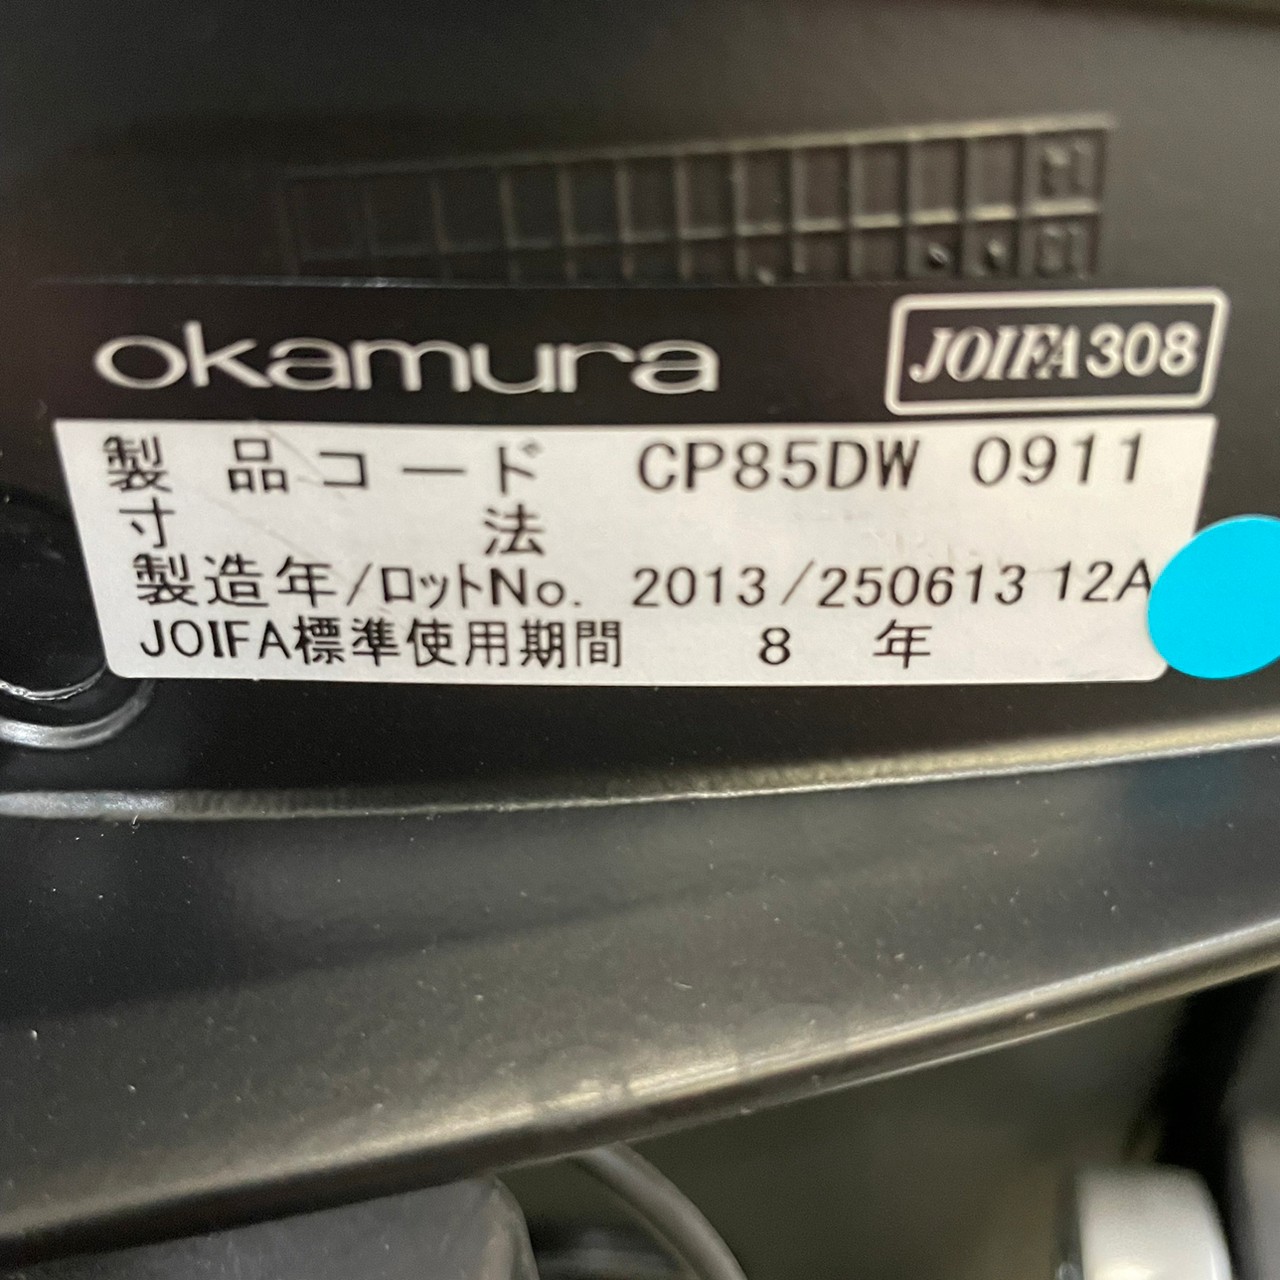 okamura JOIFA308
製品コード CP85DW 0911
寸法
製造年/ロットNo. 2013/250613 12A
JOIFA標準使用期間 8 年